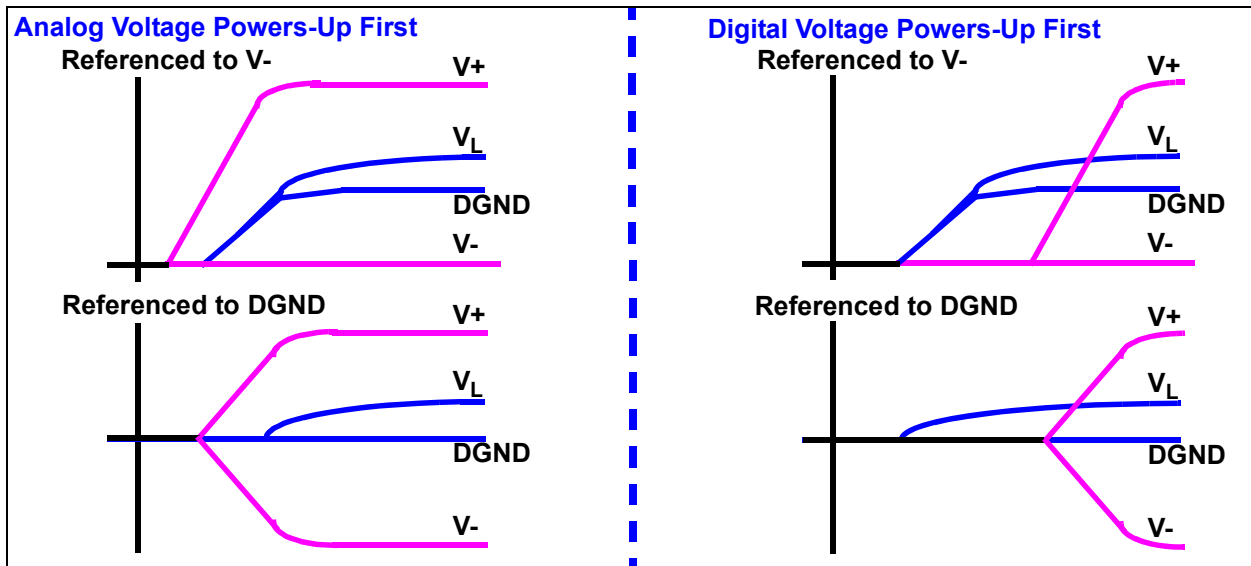 Analog Voltage Powers-Up First
Referenced to V-
V+
VL
DGND
V-
Referenced to DGND
V+
VL
DGND
V-
Digital Voltage Powers-Up First
Referenced to V-
V+
VL
DGND
V-
Referenced to DGND
V+
VL
DGND
V-